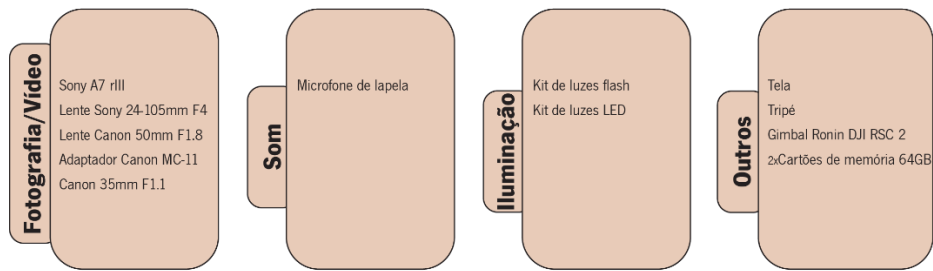 Fotografia/Vídeo
Sony A7 rIII
Lente Sony 24-105mm F4
Lente Canon 50mm F1.8
Adaptador Canon MC-11
Canon 35mm F1.1
Som
Microfone de lapela
Iluminação
Kit de luzes flash
Kit de luzes LED
Outros
Tela
Tripé
Gimbal Ronin DJI RSC 2
2xCartões de memória 64GB